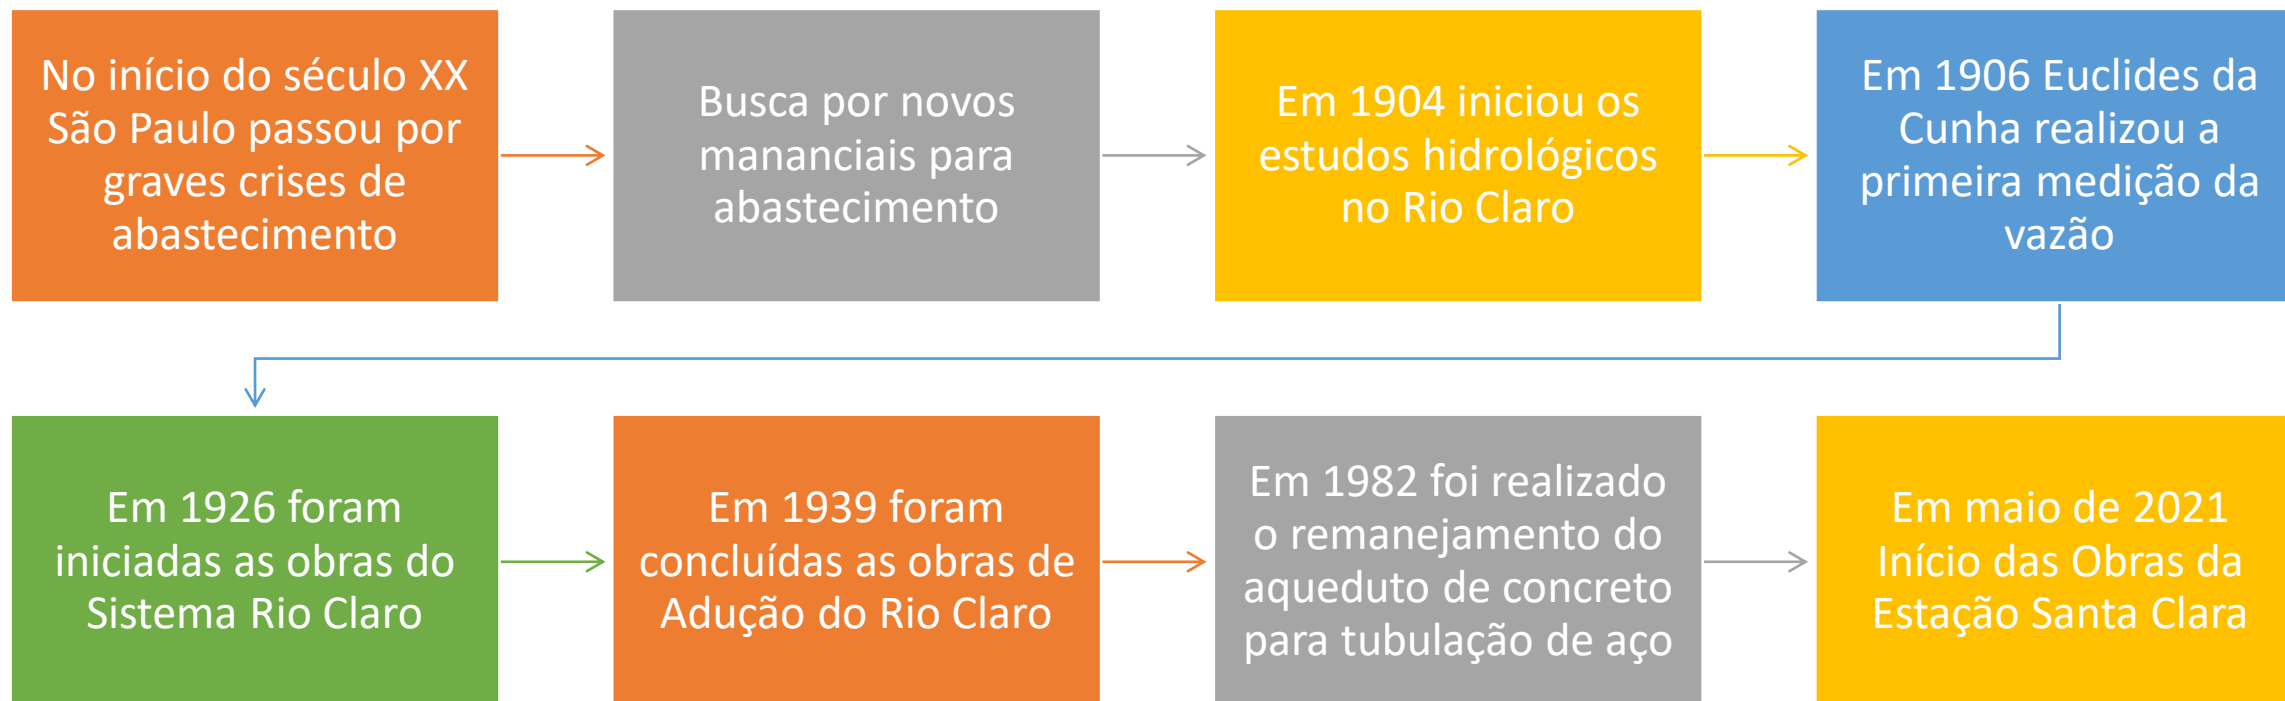 No início do século XX
São Paulo passou por
graves crises de
abastecimento
Busca por novos
mananciais para
abastecimento
Em 1904 iniciou os
estudos hidrológicos
no Rio Claro
Em 1906 Euclides da
Cunha realizou a
primeira medição da
vazão
Em 1926 foram
iniciadas as obras do
Sistema Rio Claro
Em 1939 foram
concluídas as obras de
Adução do Rio Claro
Em 1982 foi realizado
o remanejamento do
aqueduto de concreto
para tubulação de aço
Em maio de 2021
Início das Obras da
Estação Santa Clara